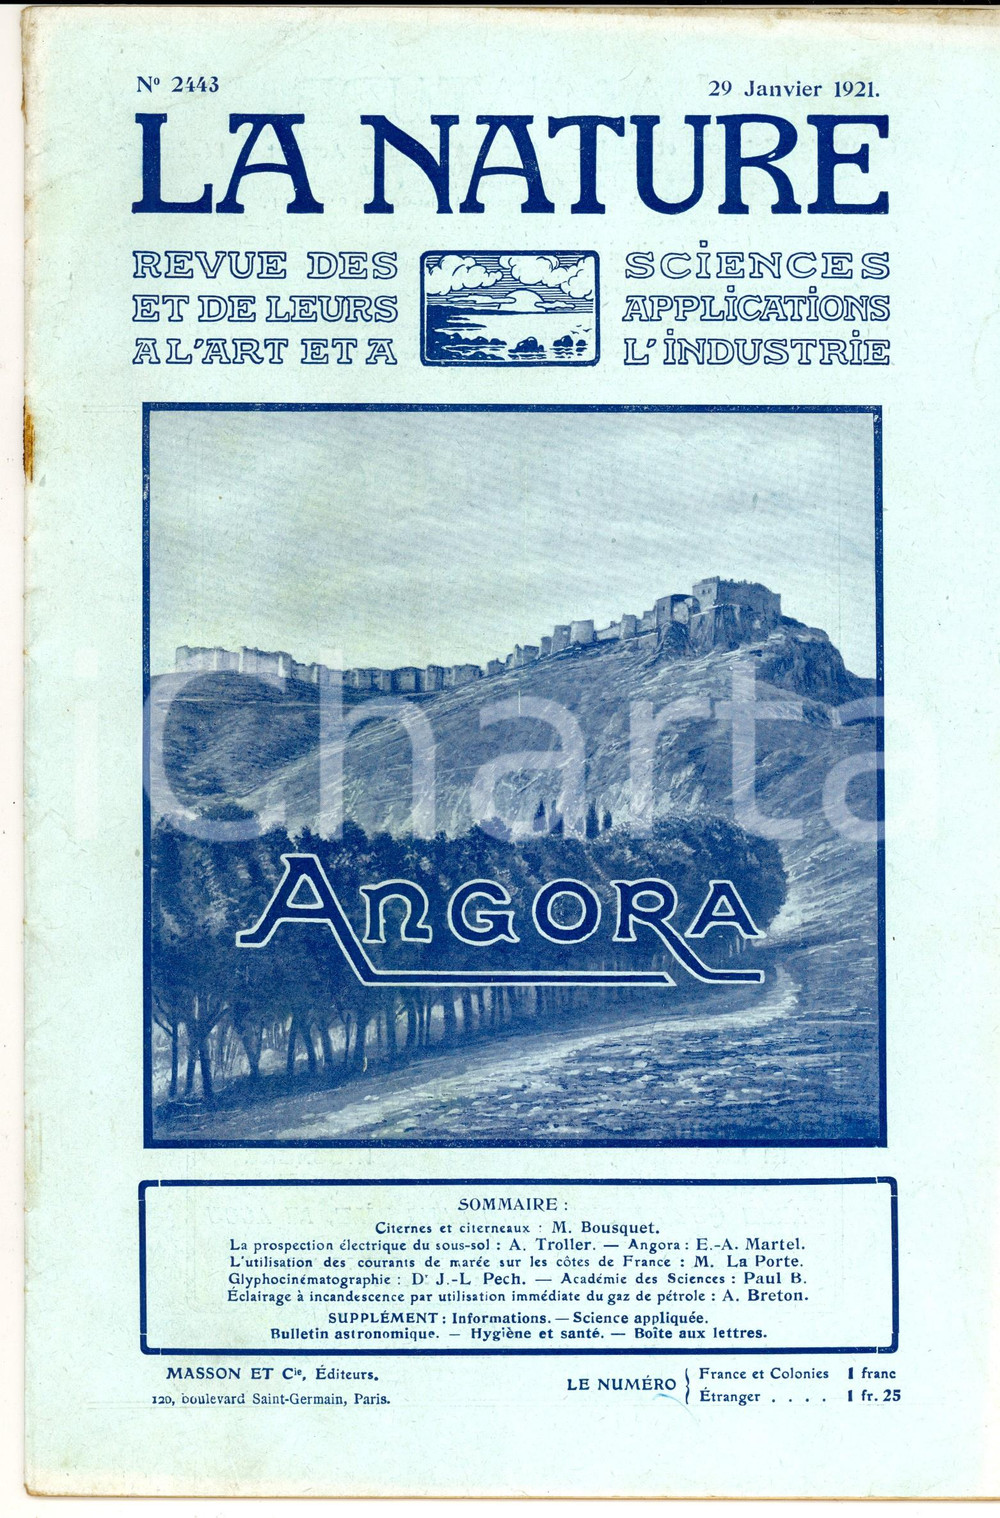 Nº 2443
29 Janvier 1921.
LA NATURE
REVUE DES SCIENCES
ET DE LEURS APPLICATIONS
A L'ART ET A L'INDUSTRIE
iCharta
ANGORA
SOMMAIRE :
Citernes et citerneaux : M. Bousquet.
La prospection électrique du sous-sol : A. Troller. — Angora : E.-A. Martel.
L'utilisation des courants de marée sur les côtes de France : M. La Porte.
Glyphocinématographie : Dr J.-L Pech. — Académie des Sciences : Paul B.
Éclairage à incandescence par utilisation immédiate du gaz de pétrole : A. Breton.
SUPPLÉMENT : Informations. — Science appliquée.
Bulletin astronomique. — Hygiène et santé. — Boîte aux lettres.
MASSON ET Cie, Éditeurs.
120, boulevard Saint-Germain, Paris.
LE NUMÉRO
France et Colonies 1 franc
Étranger . . . . 1 fr. 25